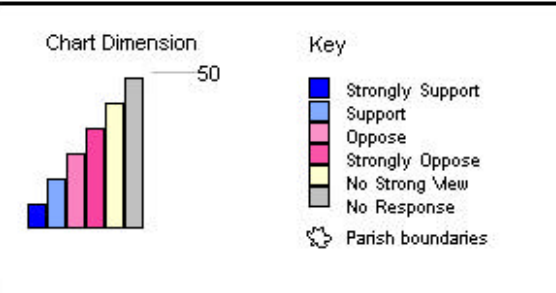 Chart Dimension
50
Key
Strongly Support
Support
Oppose
Strongly Oppose
No Strong View
No Response
Parish boundaries